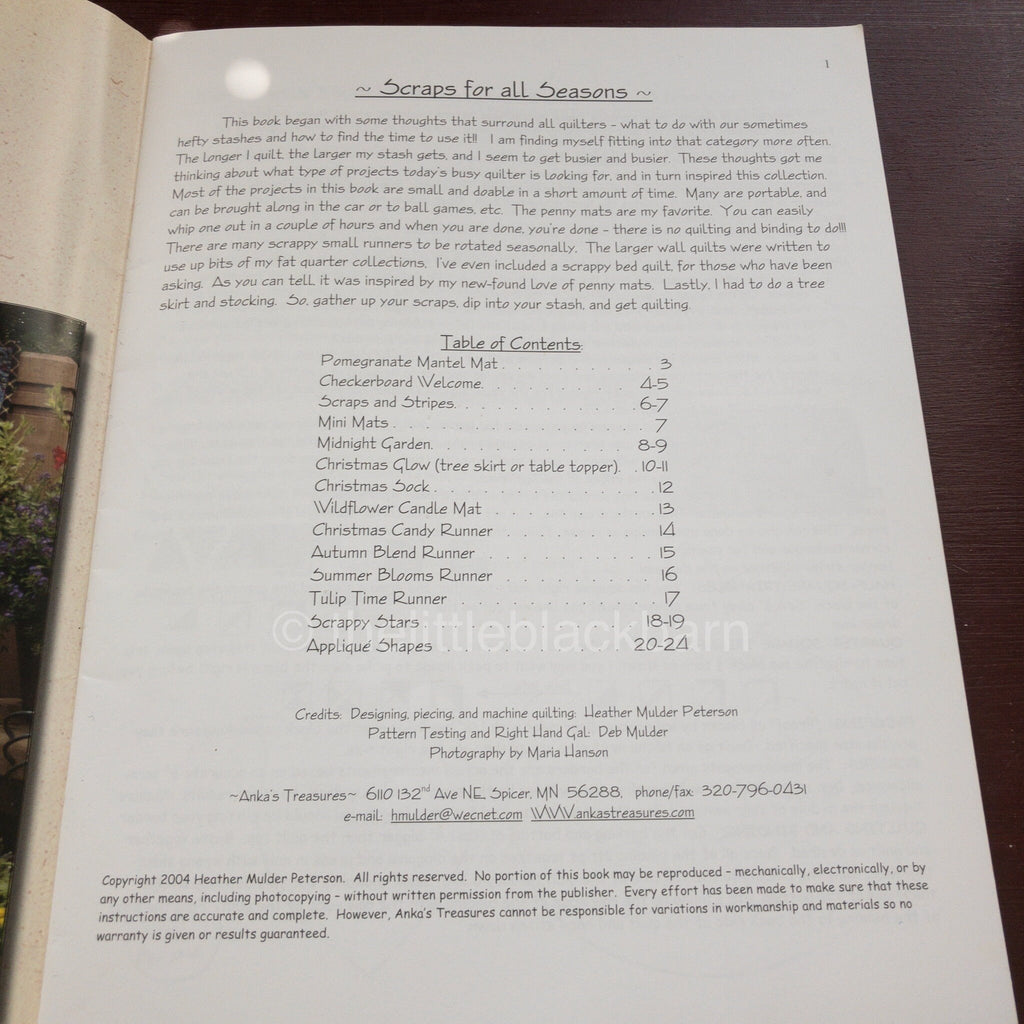 1
~ Scraps for all Seasons ~
This book began with some thoughts that surround all quilters - what to do with our sometimes
hefty stashes and how to find the time to use it!! I am finding myself fitting into that category more often.
The longer I quilt, the larger my stash gets, and I seem to get busier and busier. These thoughts got me
thinking about what type of projects today's busy quilter is looking for, and in turn inspired this collection.
Most of the projects in this book are small and doable in a short amount of time. Many are portable, and
can be brought along in the car or to ball games, etc. The penny mats are my favorite. You can easily
whip one out in a couple of hours and when you are done, you're done - there is no quilting and binding to do!!!!
There are many scrappy small runners to be rotated seasonally. The larger wall quilts were written to
use up bits of my fat quarter collections. I've even included a scrappy bed quilt, for those who have been
asking. As you can tell, it was inspired by my new-found love of penny mats. Lastly, I had to do a tree
skirt and stocking. So, gather up your scraps, dip into your stash, and get quilting.
Table of Contents
Pomegranate Mantel Mat . . . . . . . . . 3
Checkerboard Welcome. . . . . . . . . 4-5
Scraps and Stripes. . . . . . . . . . 6-7
Mini Mats . . . . . . . . . . . . . 7
Midnight Garden. . . . . . . . . . . 8-9
Christmas Glow (tree skirt or table topper). . 10-11
Christmas Sock . . . . . . . . . . . . 12
Wildflower Candle Mat . . . . . . . . . 13
Christmas Candy Runner . . . . . . . . 14
Autumn Blend Runner . . . . . . . . . 15
Summer Blooms Runner . . . . . . . . 16
Tulip Time Runner . . . . . . . . . . 17
Scrappy Stars . . . . . . . . . . . 18-19
Appliqué Shapes . . . . . . . . . . 20-24
© thelittleblackbarn
Credits: Designing, piecing, and machine quilting: Heather Mulder Peterson
Pattern Testing and Right Hand Gal: Deb Mulder
Photography by Maria Hanson
~Anka's Treasures~ 6110 132nd Ave NE, Spicer, MN 56288, phone/fax: 320-796-0431
e-mail: hmulder@wecnet.com WWW.ankastreasures.com
Copyright 2004 Heather Mulder Peterson. All rights reserved. No portion of this book may be reproduced - mechanically, electronically, or by
any other means, including photocopying - without written permission from the publisher. Every effort has been made to make sure that these
instructions are accurate and complete. However, Anka's Treasures cannot be responsible for variations in workmanship and materials so no
warranty is given or results guaranteed.